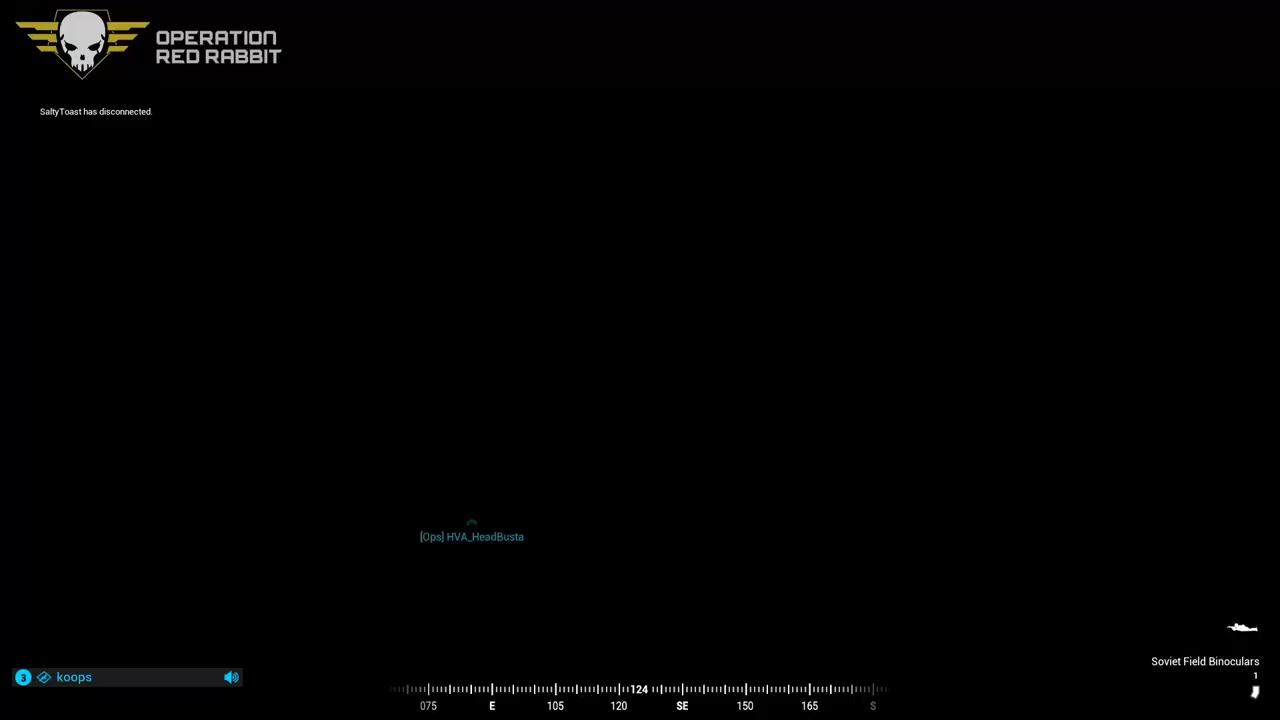 OPERATION
RED RABBIT
SaltyToast has disconnected.
[Ops] HVA_HeadBusta
Soviet Field Binoculars
1
3 koops
124
075 E 105 120 SE 150 165 S